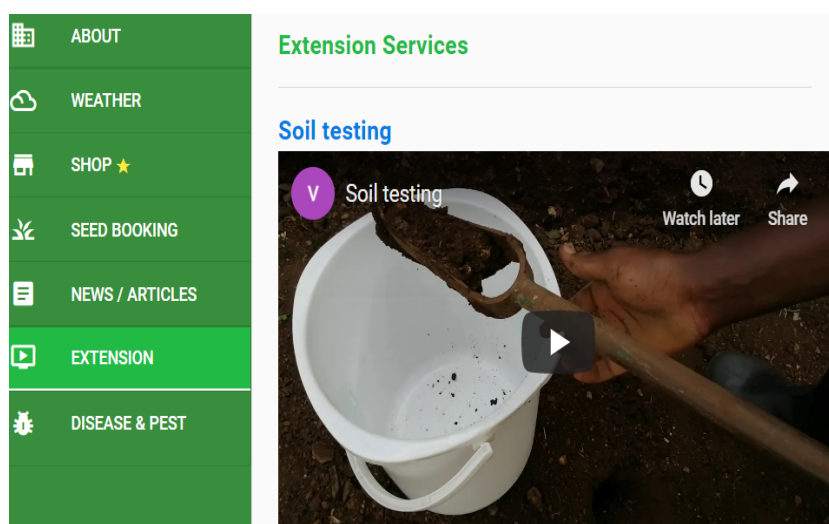 ABOUT
WEATHER
SHOP
SEED BOOKING
NEWS / ARTICLES
EXTENSION
DISEASE & PEST
Extension Services
Soil testing
V Soil testing
Watch later Share